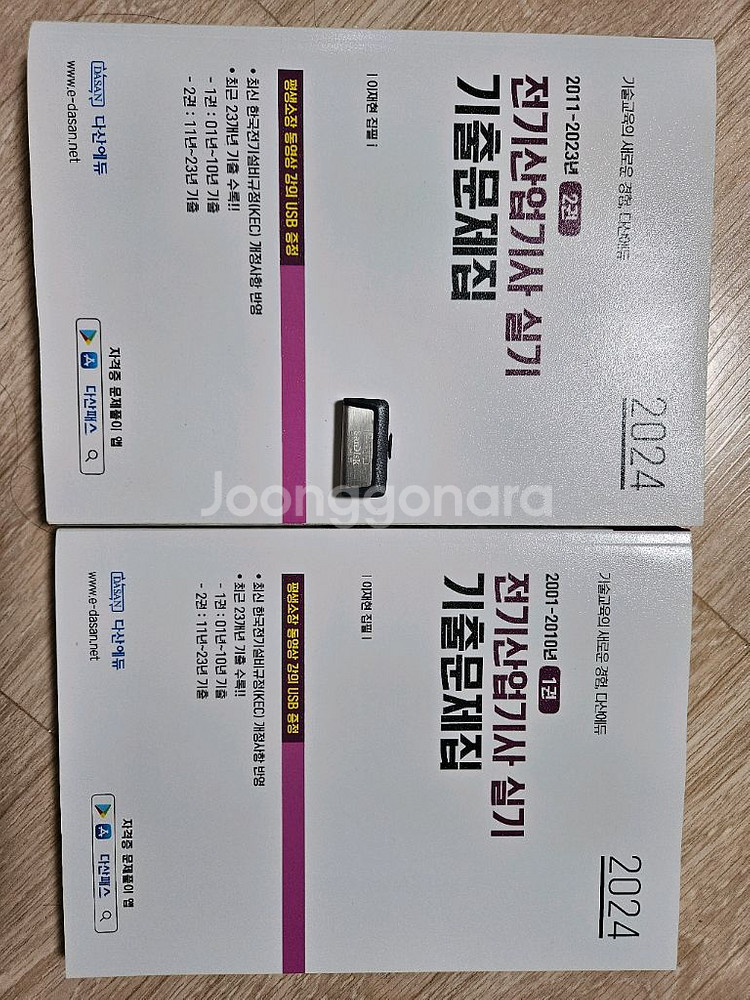 기술교육의 새로운 경험, 다산에듀
2024
2011~2023년 2권
전기산업기사 실기
기출문제집
| 이재현 집필 |
평생소장 동영상 강의 USB 증정
• 최신 한국전기설비규정(KEC) 개정사항 반영
• 최근 23개년 기출 수록!!
- 1권 : 01년~10년 기출
- 2권 : 11년~23년 기출
자격증 문제풀이 앱
다산패스
DASAN 다산에듀
www.e-dasan.net
SanDisk
Joonggonara
기술교육의 새로운 경험, 다산에듀
2024
2001~2010년 1권
전기산업기사 실기
기출문제집
| 이재현 집필 |
평생소장 동영상 강의 USB 증정
• 최신 한국전기설비규정(KEC) 개정사항 반영
• 최근 23개년 기출 수록!!
- 1권 : 01년~10년 기출
- 2권 : 11년~23년 기출
자격증 문제풀이 앱
다산패스
DASAN 다산에듀
www.e-dasan.net